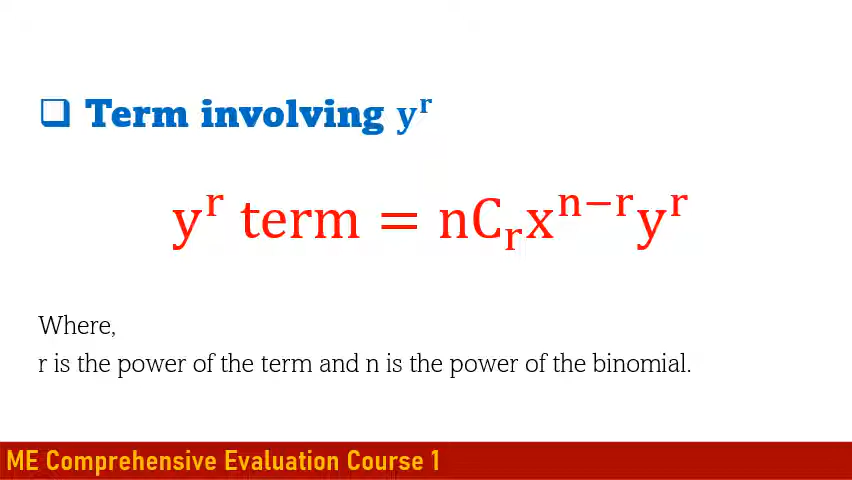 ❑ Term involving yʳ
yʳ term = nCᵣxⁿ⁻ʳyʳ
Where,
r is the power of the term and n is the power of the binomial.
ME Comprehensive Evaluation Course 1